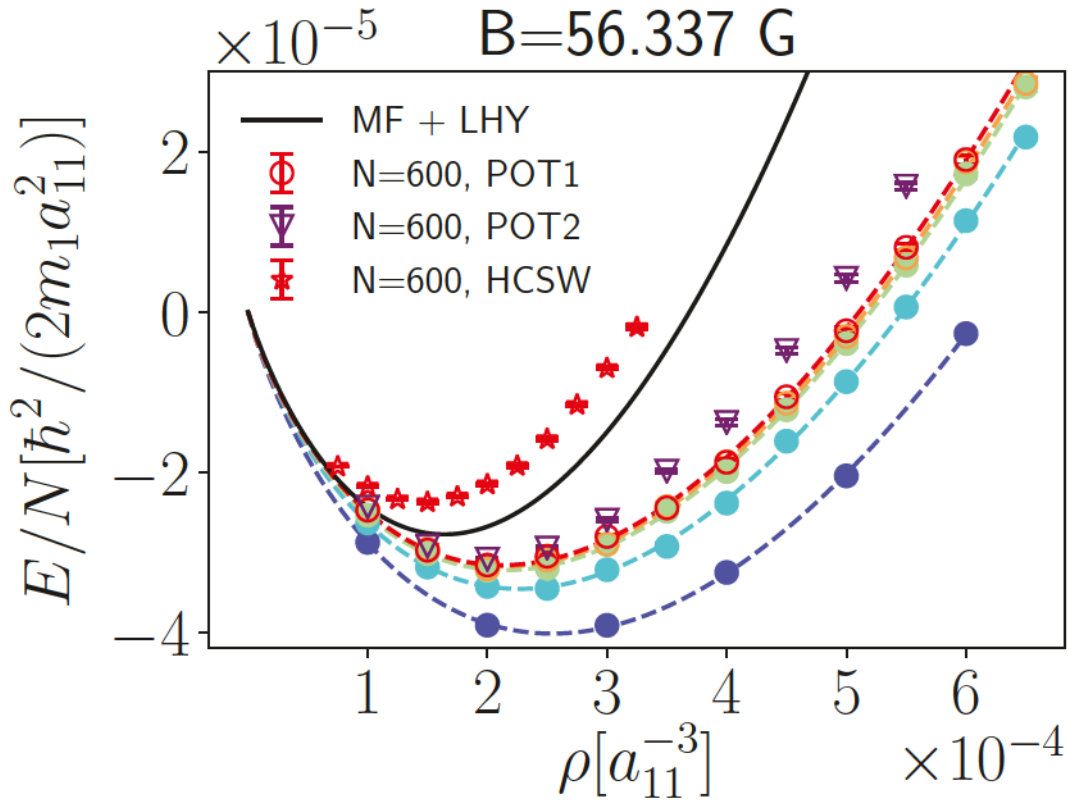 ×10⁻⁵ B=56.337 G
E/N[ħ²/(2m₁a²₁₁)]
MF + LHY
N=600, POT1
N=600, POT2
N=600, HCSW
2
0
−2
−4
1 2 3 4 5 6
ρ[a₁₁⁻³] ×10⁻⁴